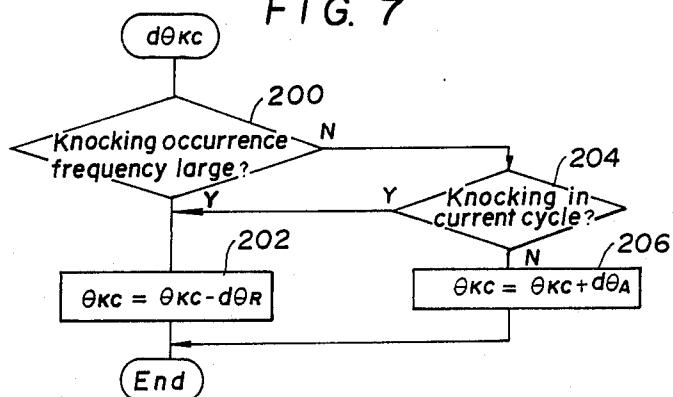 FIG. 7
dθKC
200
Knocking occurrence
frequency large?
N
Y
204
Knocking in
current cycle?
Y
N
202
θKC = θKC-dθR
206
θKC = θKC+dθA
End